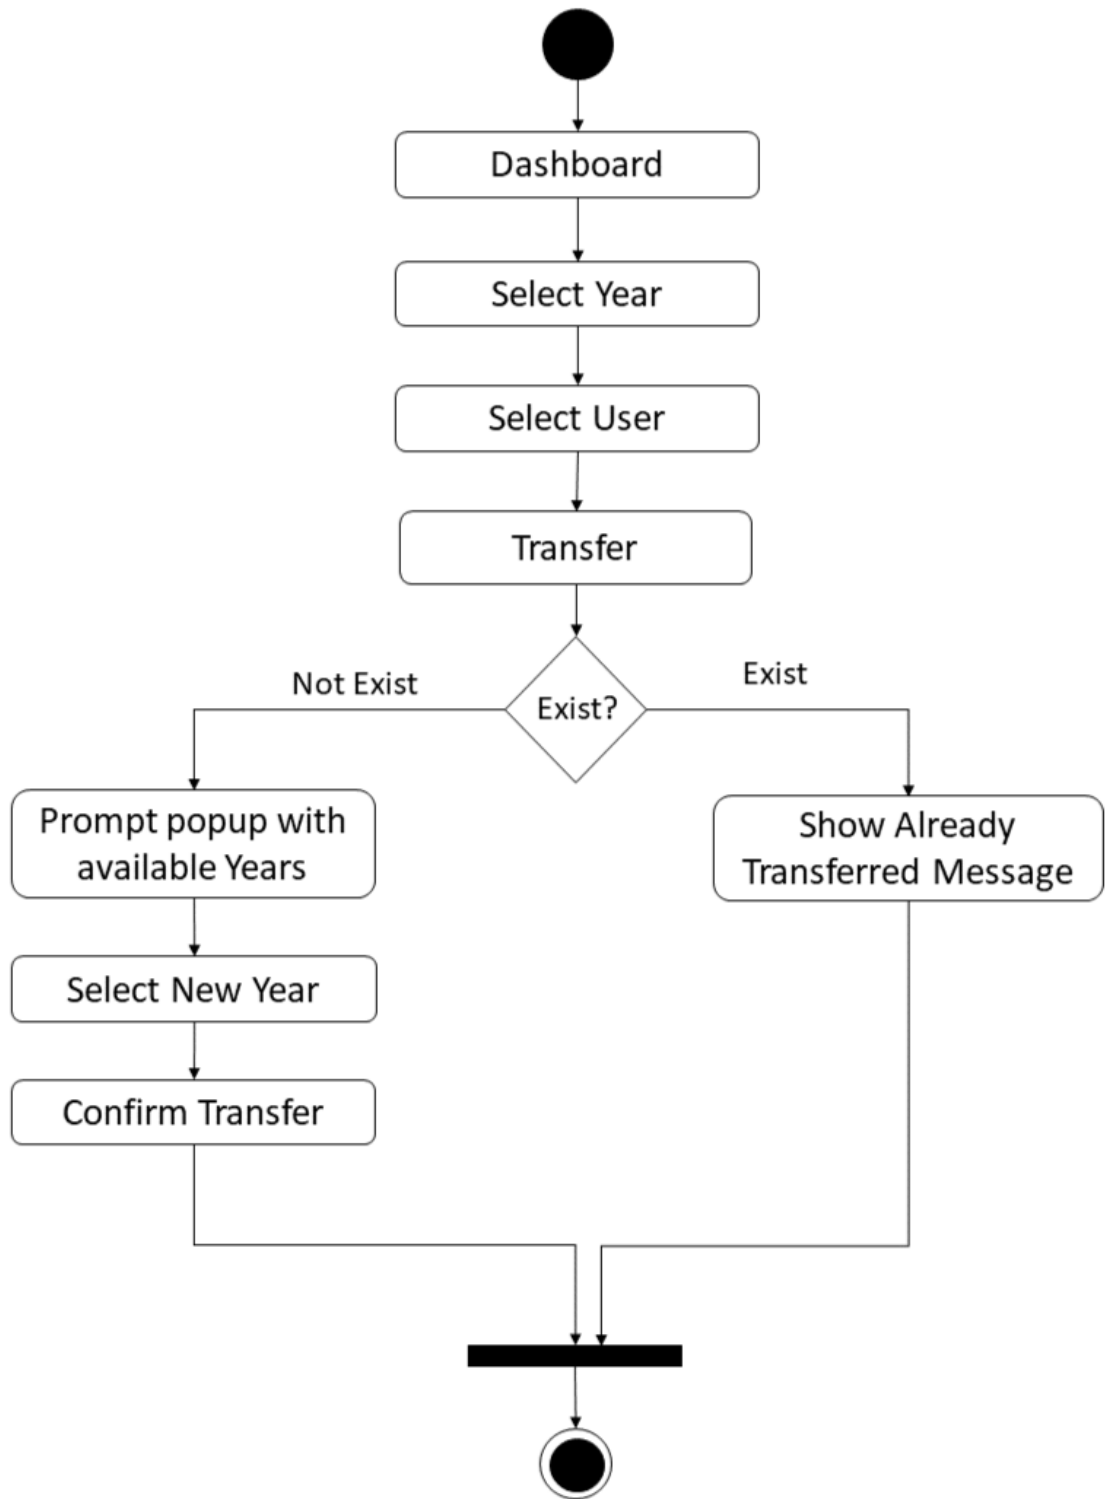 Dashboard
Select Year
Select User
Transfer
Not Exist
Exist
Exist?
Prompt popup with
available Years
Show Already
Transferred Message
Select New Year
Confirm Transfer